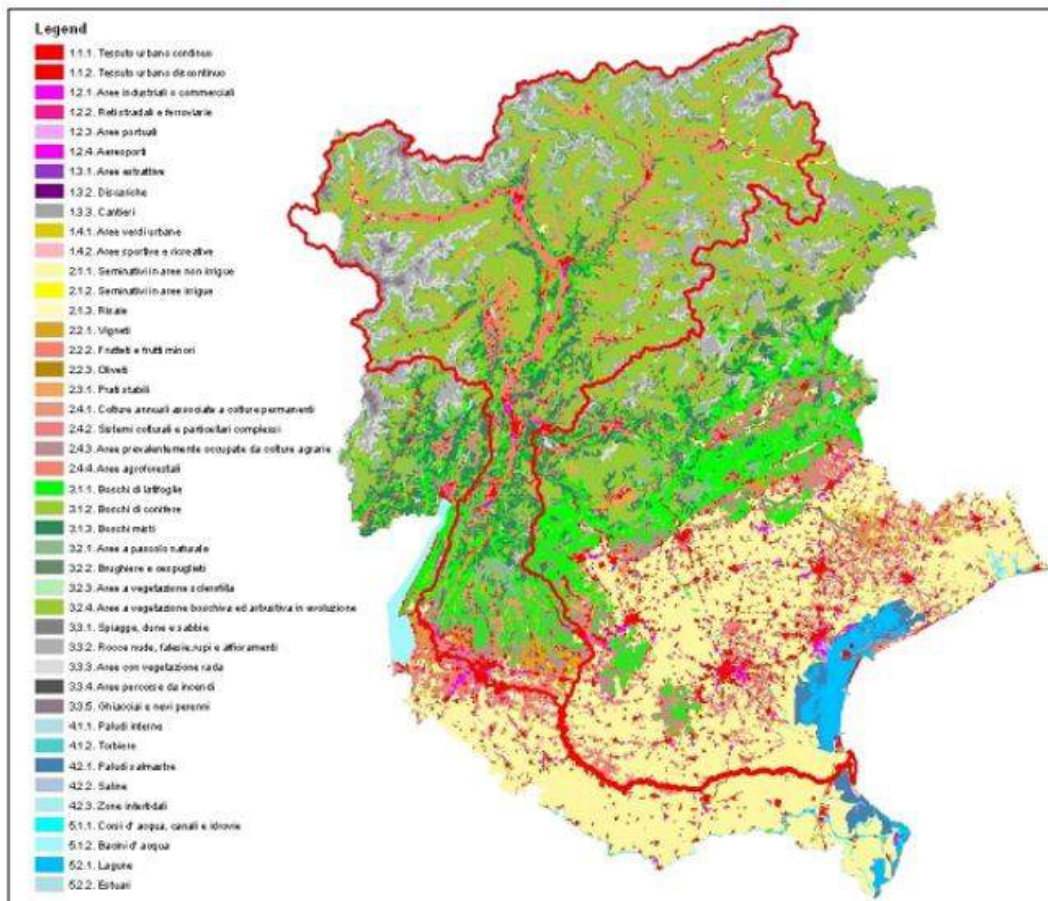 Legend
1.1.1. Tessuto urbano continuo
1.1.2. Tessuto urbano discontinuo
1.2.1. Aree industriali o commerciali
1.2.2. Reti stradali e ferroviarie
1.2.3. Aree portuali
1.2.4. Aereoporti
1.3.1. Aree estrattive
1.3.2. Discariche
1.3.3. Cantieri
1.4.1. Aree verdi urbane
1.4.2. Aree sportive e ricreative
2.1.1. Seminativi in aree non irrigue
2.1.2. Seminativi in aree irrigue
2.1.3. Risaie
2.2.1. Vigneti
2.2.2. Frutteti e frutti minori
2.2.3. Oliveti
2.3.1. Prati stabili
2.4.1. Colture annuali associate a colture permanenti
2.4.2. Sistemi colturali e particellari complessi
2.4.3. Aree prevalentemente occupate da colture agrarie
2.4.4. Aree agroforestali
3.1.1. Boschi di latifoglie
3.1.2. Boschi di conifere
3.1.3. Boschi misti
3.2.1. Aree a pascolo naturale
3.2.2. Brughiere e cespuglieti
3.2.3. Aree a vegetazione sclerofilla
3.2.4. Aree a vegetazione boschiva ed arbustiva in evoluzione
3.3.1. Spiagge, dune e sabbie
3.3.2. Rocce nude, falesie, rupi e affioramenti
3.3.3. Aree con vegetazione rada
3.3.4. Aree percorse da incendi
3.3.5. Ghiacciai e nevi perenni
4.1.1. Paludi interne
4.1.2. Torbiere
4.2.1. Paludi salmastre
4.2.2. Saline
4.2.3. Zone intertidali
5.1.1. Corsi d' acqua, canali e idrovie
5.1.2. Bacini d' acqua
5.2.1. Lagune
5.2.2. Estuari